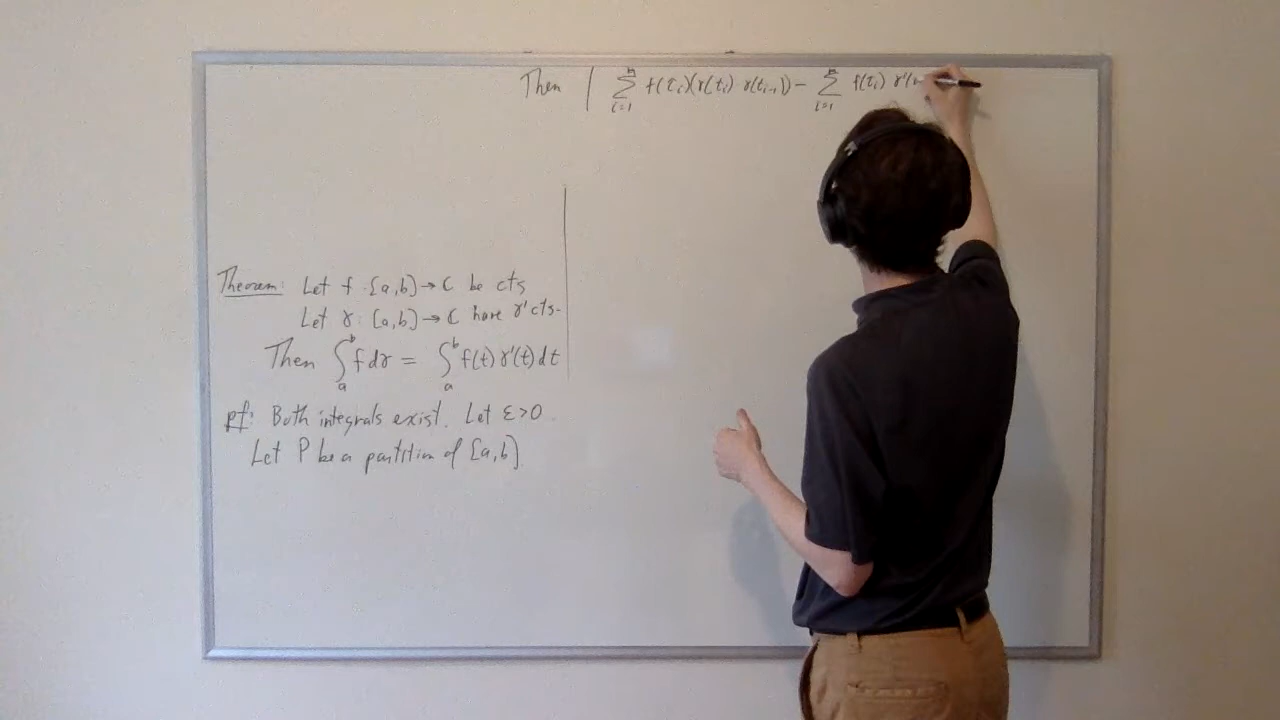 Then | Σ_{i=1}^{n} f(τ_i)(γ(t_i) γ(t_{i-1})) − Σ_{i=1}^{n} f(τ_i) γ'(
Theorem: Let f: [a,b] → ℂ be cts
Let γ: [a,b] → ℂ have γ' cts.
Then ∫_a^b f dγ = ∫_a^b f(t) γ'(t) dt
pf: Both integrals exist. Let ε > 0.
Let P be a partition of [a,b].